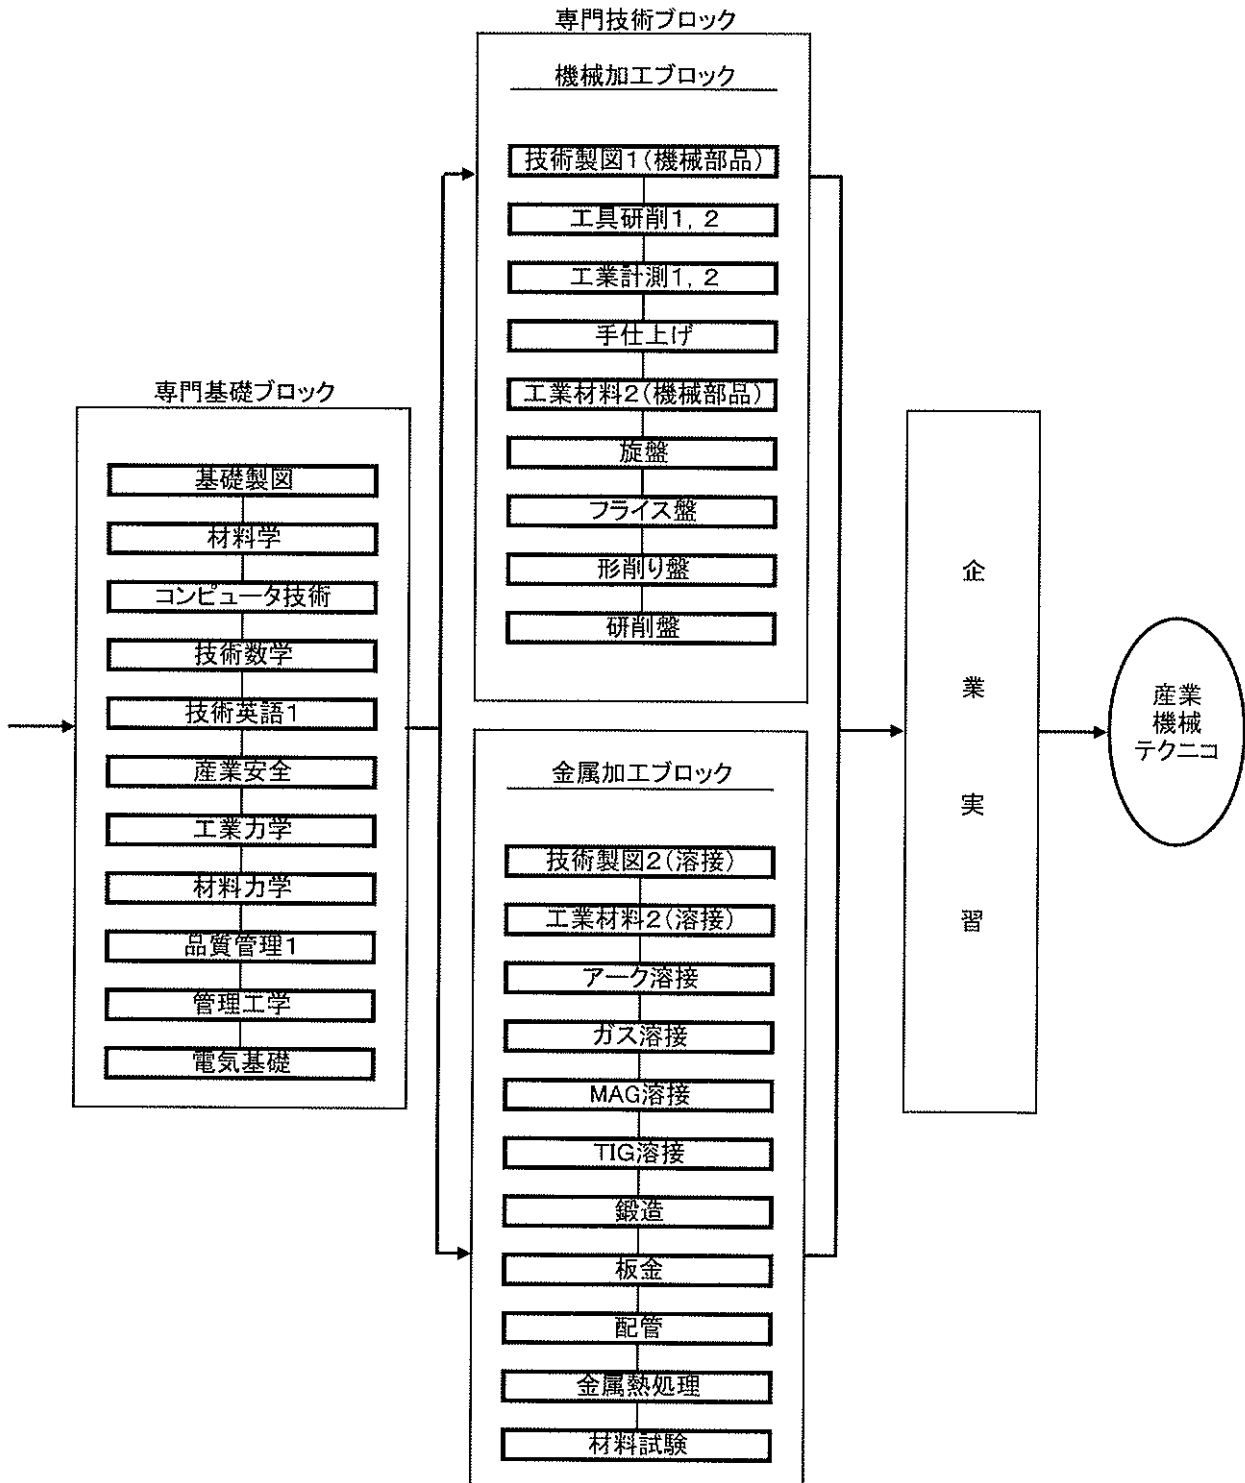 専門技術ブロック
機械加工ブロック
技術製図1(機械部品)
工具研削1, 2
工業計測1, 2
手仕上げ
工業材料2(機械部品)
旋盤
フライス盤
形削り盤
研削盤
専門基礎ブロック
基礎製図
材料学
コンピュータ技術
技術数学
技術英語1
産業安全
工業力学
材料力学
品質管理1
管理工学
電気基礎
金属加工ブロック
技術製図2(溶接)
工業材料2(溶接)
アーク溶接
ガス溶接
MAG溶接
TIG溶接
鍛造
板金
配管
金属熱処理
材料試験
企
業
実
習
産業
機械
テクニコ